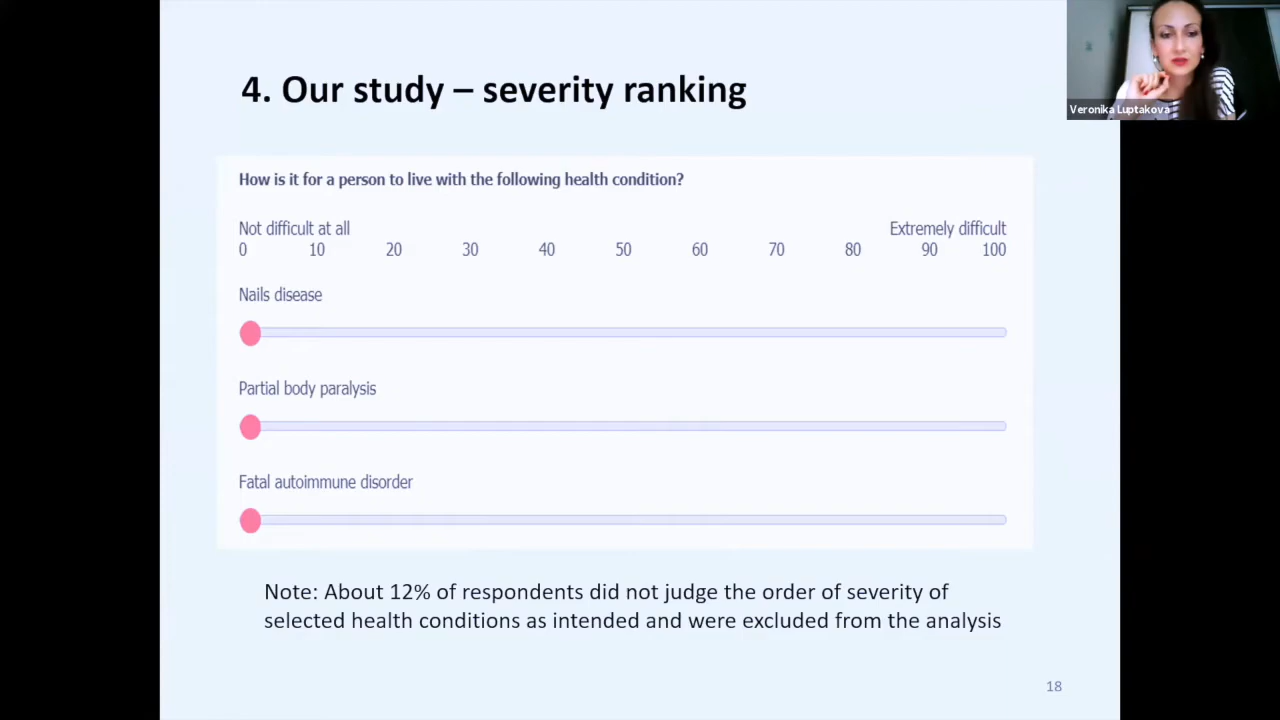 4. Our study – severity ranking
Veronika Luptakova
How is it for a person to live with the following health condition?
Not difficult at all Extremely difficult
0 10 20 30 40 50 60 70 80 90 100
Nails disease
Partial body paralysis
Fatal autoimmune disorder
Note: About 12% of respondents did not judge the order of severity of
selected health conditions as intended and were excluded from the analysis
18